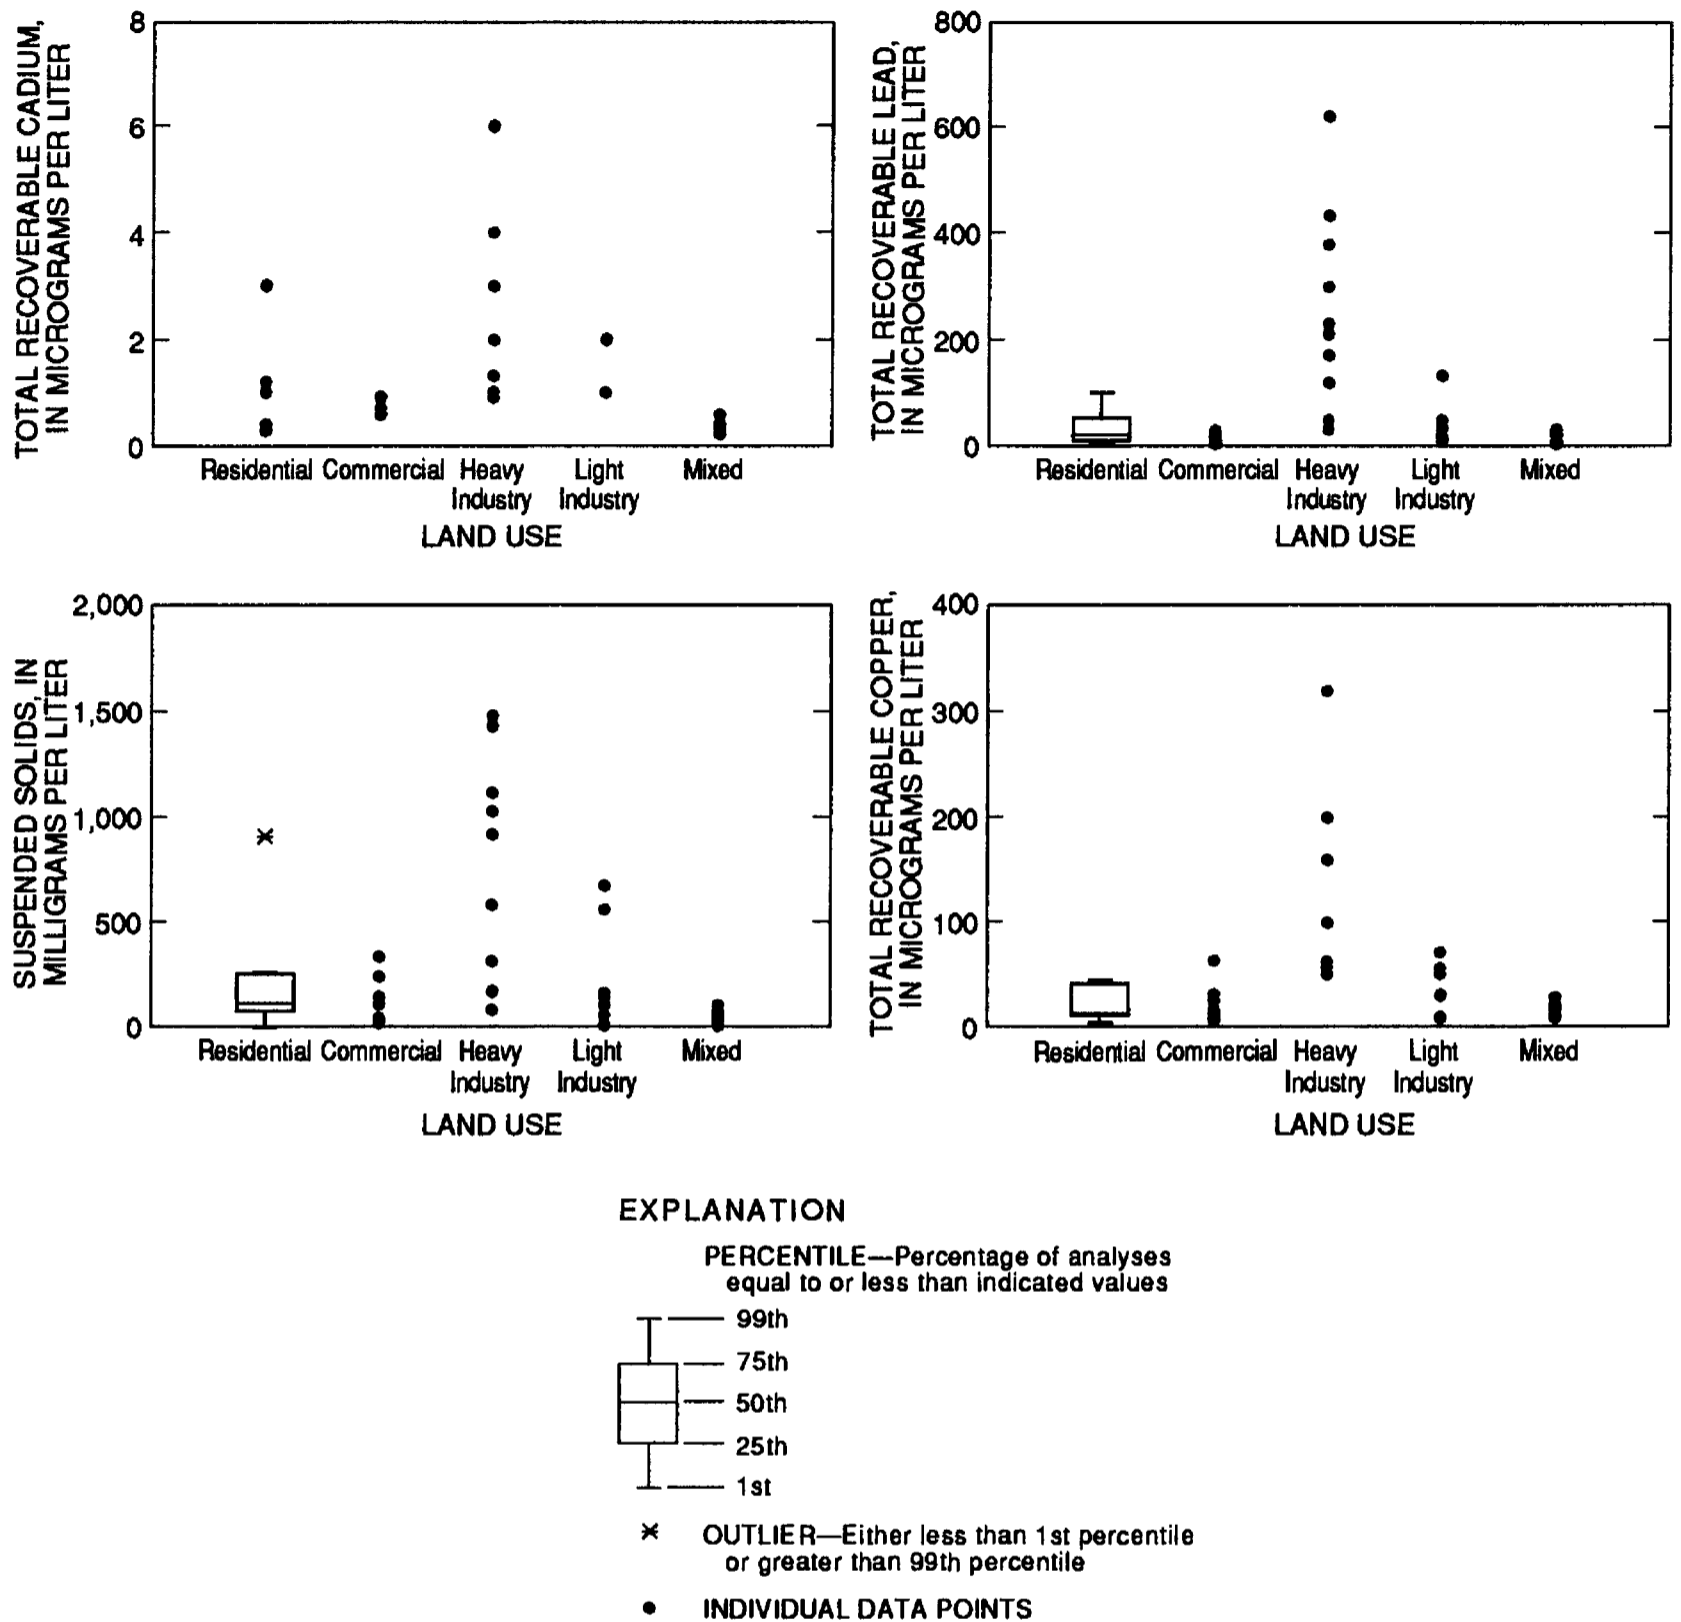 TOTAL RECOVERABLE CADIUM,
IN MICROGRAMS PER LITER
8
6
4
2
0
Residential Commercial Heavy Industry Light Industry Mixed
LAND USE
TOTAL RECOVERABLE LEAD,
IN MICROGRAMS PER LITER
800
600
400
200
0
Residential Commercial Heavy Industry Light Industry Mixed
LAND USE
SUSPENDED SOLIDS, IN
MILLIGRAMS PER LITER
2,000
1,500
1,000
500
0
Residential Commercial Heavy Industry Light Industry Mixed
LAND USE
TOTAL RECOVERABLE COPPER,
IN MICROGRAMS PER LITER
400
300
200
100
0
Residential Commercial Heavy Industry Light Industry Mixed
LAND USE
EXPLANATION
PERCENTILE—Percentage of analyses
equal to or less than indicated values
99th
75th
50th
25th
1st
OUTLIER—Either less than 1st percentile
or greater than 99th percentile
INDIVIDUAL DATA POINTS